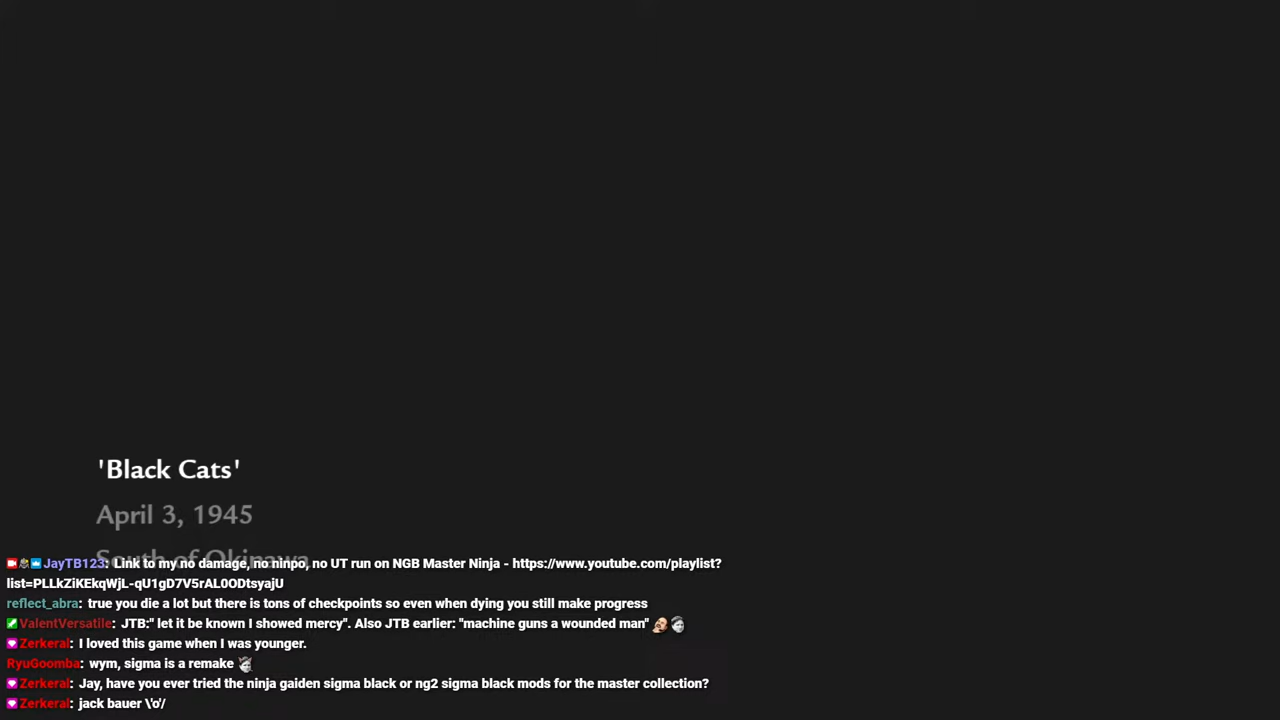 'Black Cats'
April 3, 1945
South of Okinawa
JayTB123: Link to my no damage, no ninpo, no UT run on NGB Master Ninja - https://www.youtube.com/playlist?
list=PLLkZiKEkqWjL-qU1gD7V5rAL0ODtsyajU
reflect_abra: true you die a lot but there is tons of checkpoints so even when dying you still make progress
ValentVersatile: JTB:" let it be known I showed mercy". Also JTB earlier: "machine guns a wounded man"
Zerkeral: I loved this game when I was younger.
RyuGoomba: wym, sigma is a remake
Zerkeral: Jay, have you ever tried the ninja gaiden sigma black or ng2 sigma black mods for the master collection?
Zerkeral: jack bauer \'o'/